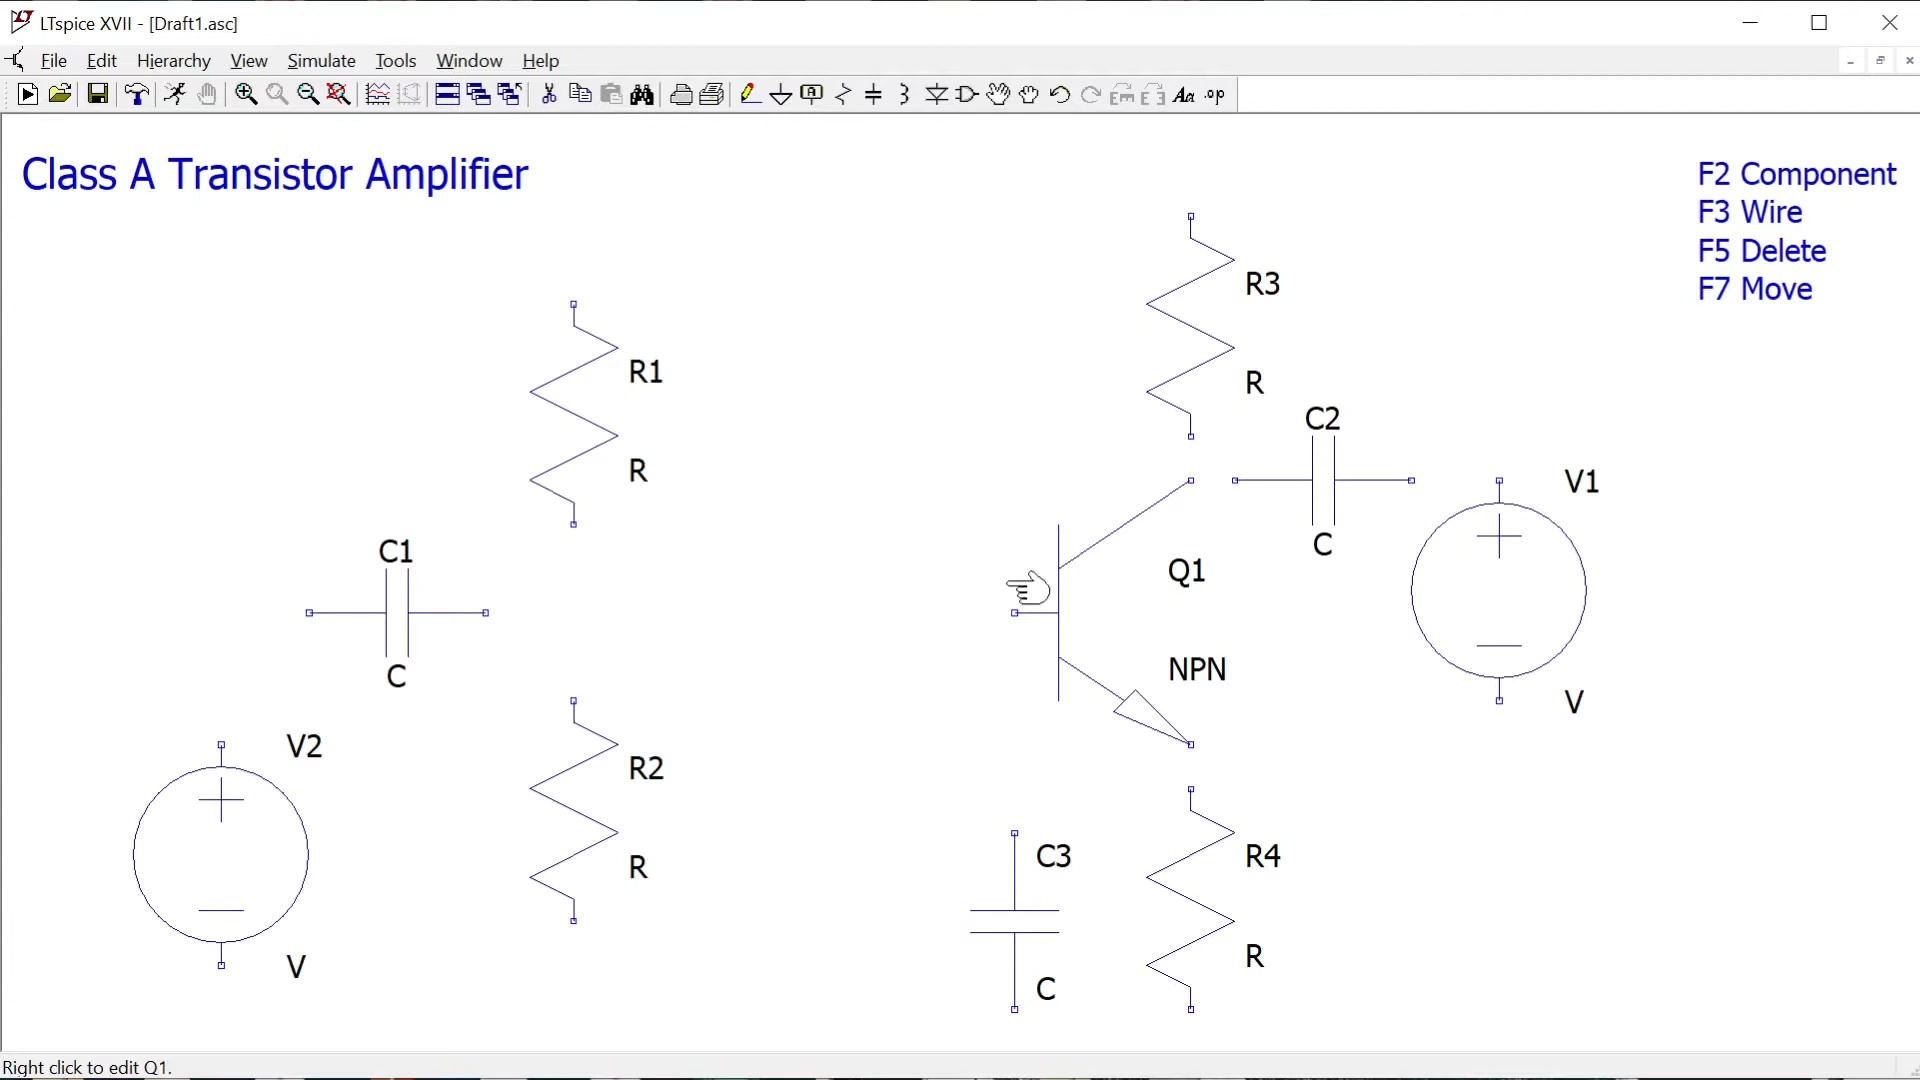 LTspice XVII - [Draft1.asc]
File Edit Hierarchy View Simulate Tools Window Help
A Aa .op
Class A Transistor Amplifier
F2 Component
F3 Wire
F5 Delete
F7 Move
R3
R
R1
R
C2
C
V1
V
C1
C
Q1
NPN
V2
V
R2
R
C3
C
R4
R
Right click to edit Q1.